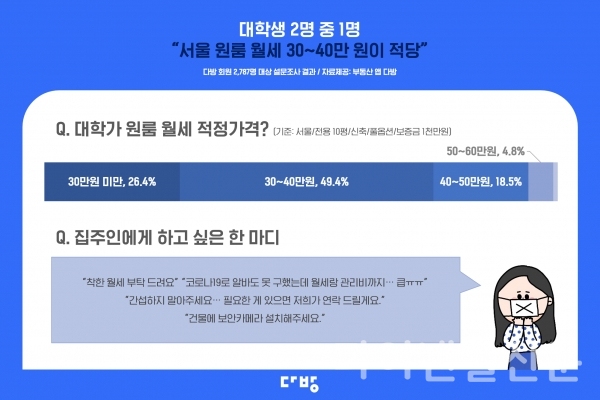 대학생 2명 중 1명
“서울 원룸 월세 30~40만 원이 적당”
다방 회원 2,787명 대상 설문조사 결과 / 자료제공: 부동산 앱 다방
Q. 대학가 원룸 월세 적정가격? (기준: 서울/전용 10평/신축/풀옵션/보증금 1천만원)
50~60만원, 4.8%
30만원 미만, 26.4%
30~40만원, 49.4%
40~50만원, 18.5%
Q. 집주인에게 하고 싶은 한 마디
“착한 월세 부탁 드려요” “코로나19로 알바도 못 구했는데 월세랑 관리비까지… 큽ㅠㅠ”
“간섭하지 말아주세요… 필요한 게 있으면 저희가 연락 드릴게요.”
“건물에 보안카메라 설치해주세요.”
다방